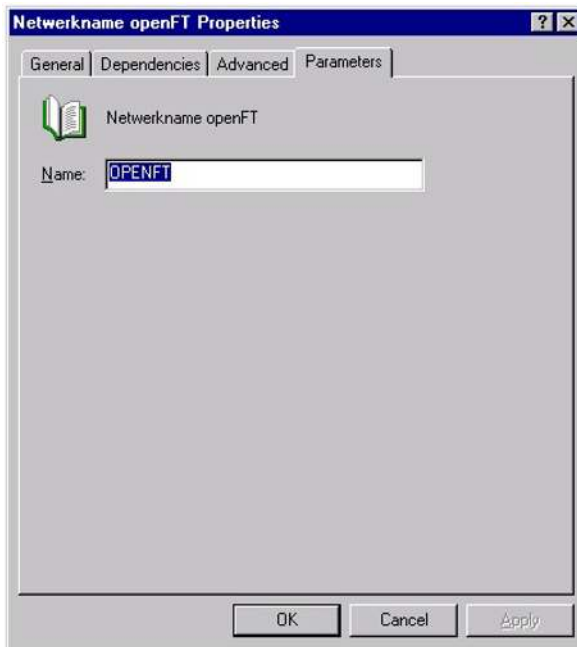 Netwerkname openFT Properties
General Dependencies Advanced Parameters
Netwerkname openFT
Name: OPENFT
OK Cancel Apply